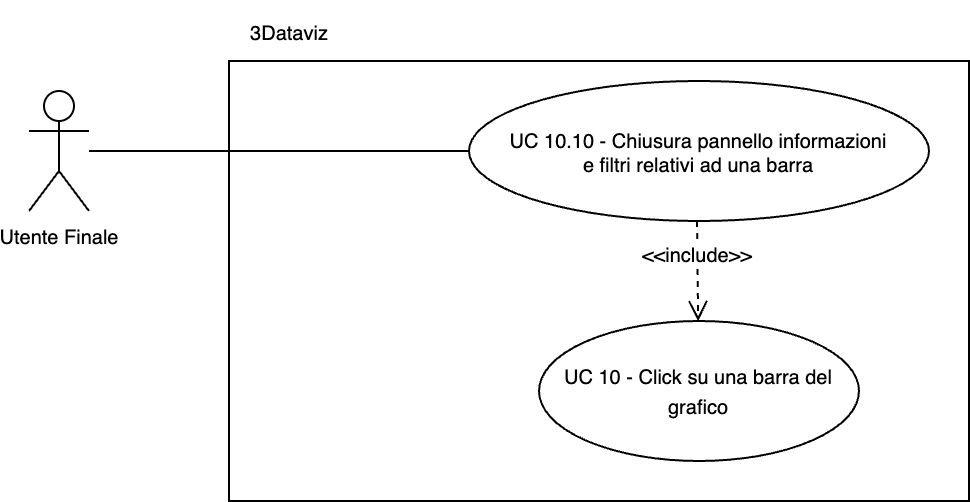 3Dataviz
UC 10.10 - Chiusura pannello informazioni
e filtri relativi ad una barra
Utente Finale
<<include>>
UC 10 - Click su una barra del
grafico